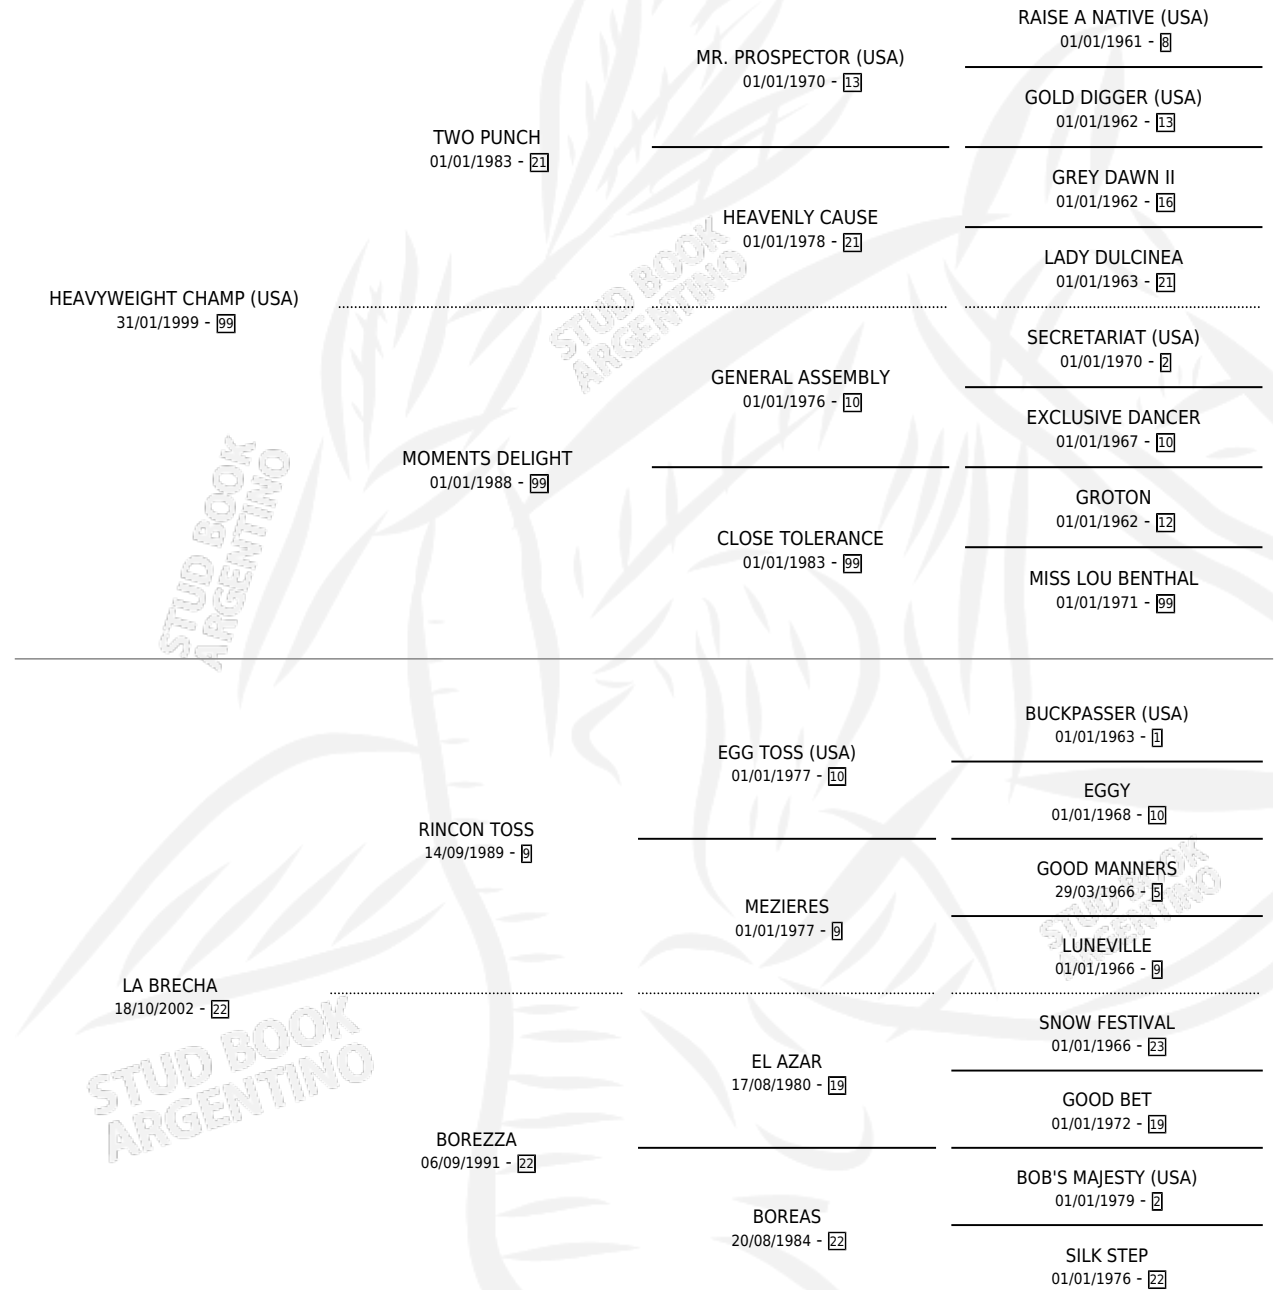 RAISE A NATIVE (USA)
01/01/1961 - 8
MR. PROSPECTOR (USA)
01/01/1970 - 13
GOLD DIGGER (USA)
01/01/1962 - 13
TWO PUNCH
01/01/1983 - 21
GREY DAWN II
01/01/1962 - 16
HEAVENLY CAUSE
01/01/1978 - 21
LADY DULCINEA
01/01/1963 - 21
HEAVYWEIGHT CHAMP (USA)
31/01/1999 - 99
STUD BOOK
ARGENTINO
SECRETARIAT (USA)
01/01/1970 - 2
GENERAL ASSEMBLY
01/01/1976 - 10
EXCLUSIVE DANCER
01/01/1967 - 10
MOMENTS DELIGHT
01/01/1988 - 99
GROTON
01/01/1962 - 12
CLOSE TOLERANCE
01/01/1983 - 99
MISS LOU BENTHAL
01/01/1971 - 99
STUD BOOK
ARGENTINO
BUCKPASSER (USA)
01/01/1963 - 1
EGG TOSS (USA)
01/01/1977 - 10
EGGY
01/01/1968 - 10
RINCON TOSS
14/09/1989 - 9
GOOD MANNERS
29/03/1966 - 5
MEZIERES
01/01/1977 - 9
STUD BOOK
ARGENTINO
LUNEVILLE
01/01/1966 - 9
LA BRECHA
18/10/2002 - 22
SNOW FESTIVAL
01/01/1966 - 23
EL AZAR
17/08/1980 - 19
STUD BOOK
ARGENTINO
GOOD BET
01/01/1972 - 19
BOREZZA
06/09/1991 - 22
BOB'S MAJESTY (USA)
01/01/1979 - 2
BOREAS
20/08/1984 - 22
SILK STEP
01/01/1976 - 22